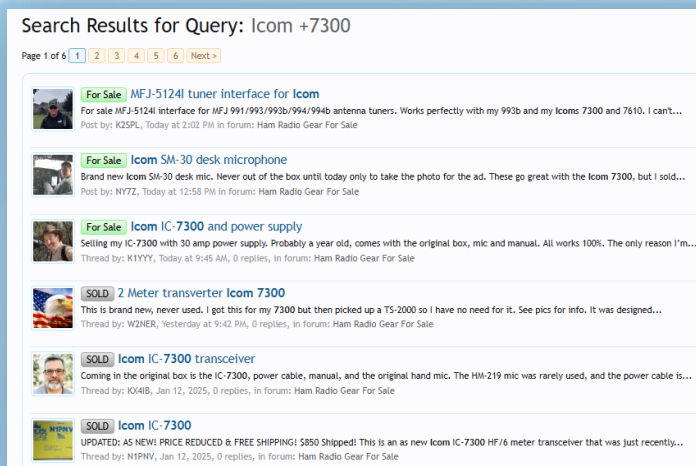 Search Results for Query: Icom +7300
Page 1 of 6 1 2 3 4 5 6 Next >
For Sale MFJ-5124I tuner interface for Icom
For sale MFJ-5124I interface for MFJ 991/993/993b/994/994b antenna tuners. Works perfectly with my 993b and my Icoms 7300 and 7610. I can't...
Post by: K2SPL, Today at 2:02 PM in forum: Ham Radio Gear For Sale
For Sale Icom SM-30 desk microphone
Brand new Icom SM-30 desk mic. Never out of the box until today only to take the photo for the ad. These go great with the Icom 7300, but I sold...
Post by: NY7Z, Today at 12:58 PM in forum: Ham Radio Gear For Sale
For Sale Icom IC-7300 and power supply
Selling my IC-7300 with 30 amp power supply. Probably a year old, comes with the original box, mic and manual. All works 100%. The only reason I'm...
Thread by: K1YYY, Today at 9:45 AM, 0 replies, in forum: Ham Radio Gear For Sale
SOLD 2 Meter transverter Icom 7300
This is brand new, never used. I got this for my 7300 but then picked up a TS-2000 so I have no need for it. See pics for info. It was designed...
Thread by: W2NER, Yesterday at 9:42 PM, 0 replies, in forum: Ham Radio Gear For Sale
SOLD Icom IC-7300 transceiver
Coming in the original box is the IC-7300, power cable, manual, and the original hand mic. The HM-219 mic was rarely used, and the power cable is...
Thread by: KX4IB, Jan 12, 2025, 0 replies, in forum: Ham Radio Gear For Sale
N1PNV
SOLD Icom IC-7300
UPDATED: AS NEW! PRICE REDUCED & FREE SHIPPING! $850 Shipped! This is an as new Icom IC-7300 HF/6 meter transceiver that was just recently...
Thread by: N1PNV, Jan 12, 2025, 0 replies, in forum: Ham Radio Gear For Sale